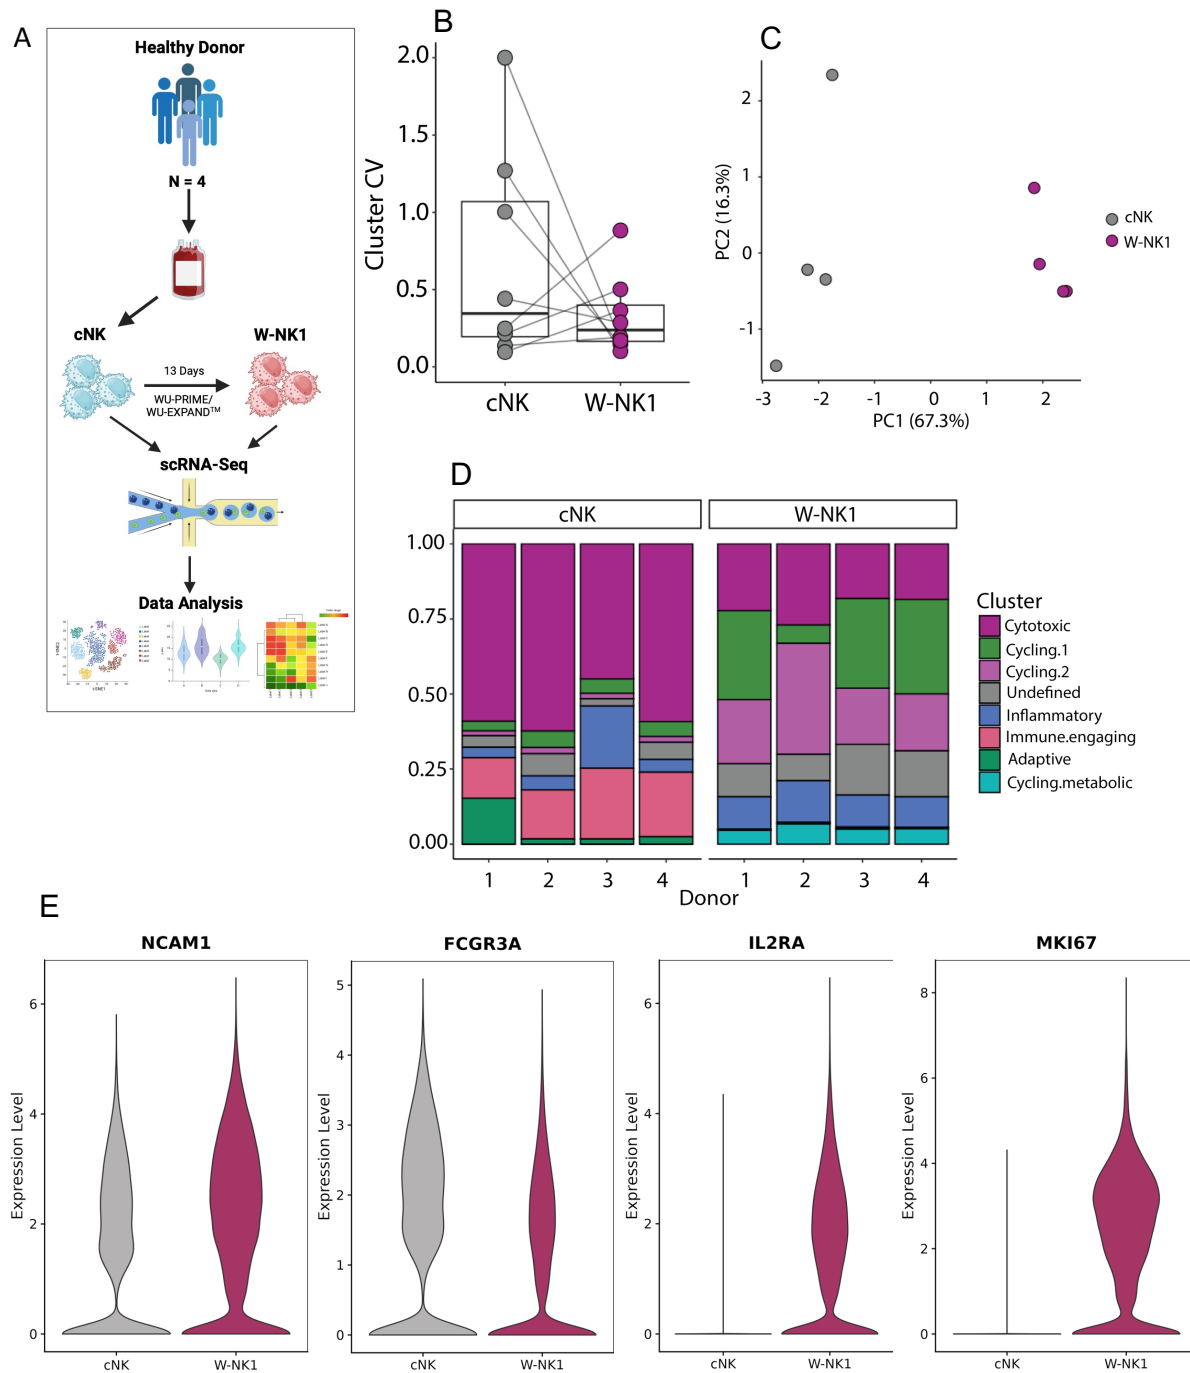 A
Healthy Donor
N = 4
cNK
W-NK1
13 Days
WU-PRIME/
WU-EXPAND™
scRNA-Seq
Data Analysis
B
Cluster CV
2.0
1.5
1.0
0.5
0.0
cNK
W-NK1
C
PC2 (16.3%)
2
1
0
-1
-3
-2
-1
0
1
2
PC1 (67.3%)
cNK
W-NK1
D
cNK
W-NK1
1.00
0.75
0.50
0.25
0.00
1
2
3
4
1
2
3
4
Donor
Cluster
Cytotoxic
Cycling.1
Cycling.2
Undefined
Inflammatory
Immune.engaging
Adaptive
Cycling.metabolic
E
NCAM1
Expression Level
6
4
2
0
cNK
W-NK1
FCGR3A
Expression Level
5
4
3
2
1
0
cNK
W-NK1
IL2RA
Expression Level
6
4
2
0
cNK
W-NK1
MKI67
Expression Level
8
6
4
2
0
cNK
W-NK1